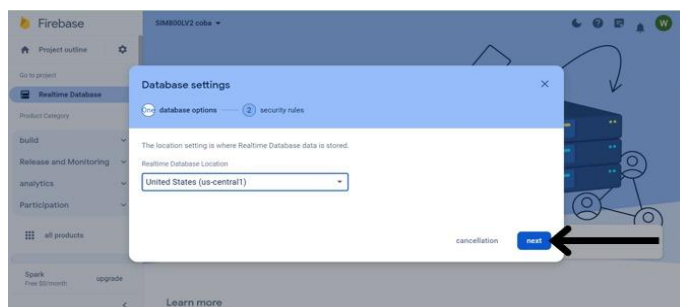 Firebase
SIM800LV2 coba
W
Project outline
Go to project
Realtime Database
Product Category
build
Release and Monitoring
analytics
Participation
all products
Spark
Free $0/month
upgrade
Database settings
One database options
2 security rules
The location setting is where Realtime Database data is stored.
Realtime Database Location
United States (us-central1)
cancellation
next
Learn more